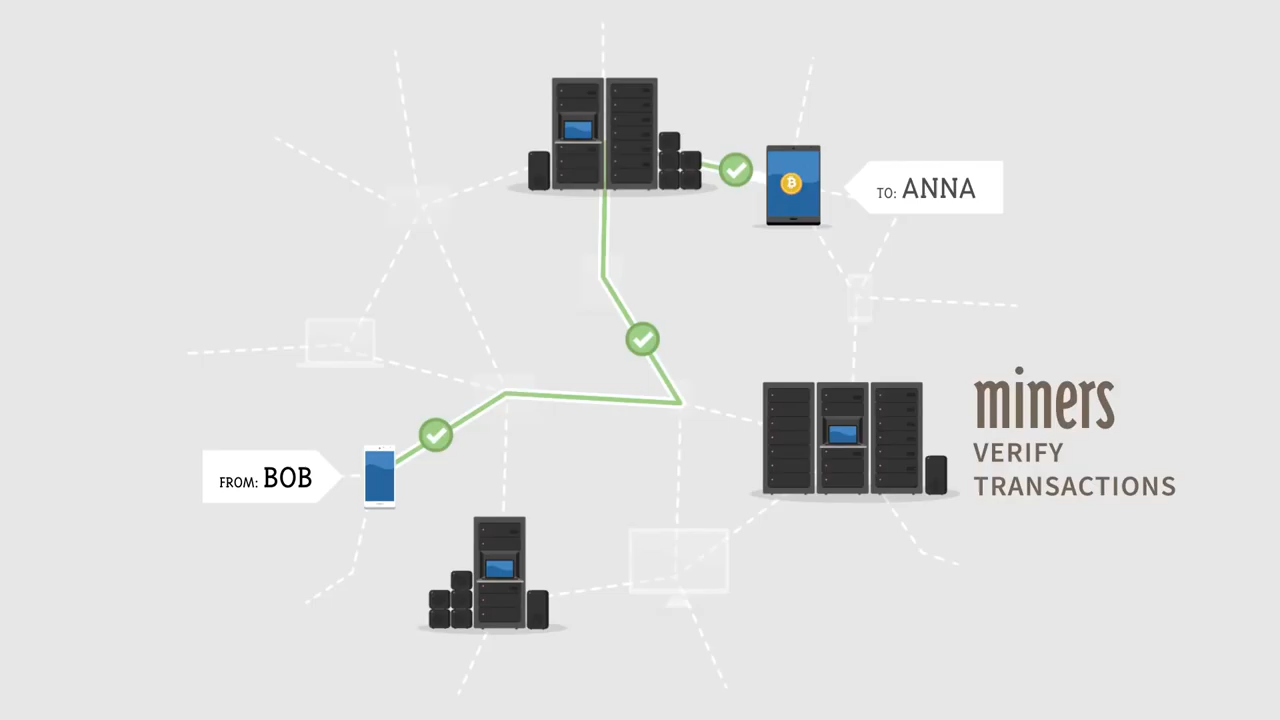 TO: ANNA
miners
VERIFY
TRANSACTIONS
FROM: BOB